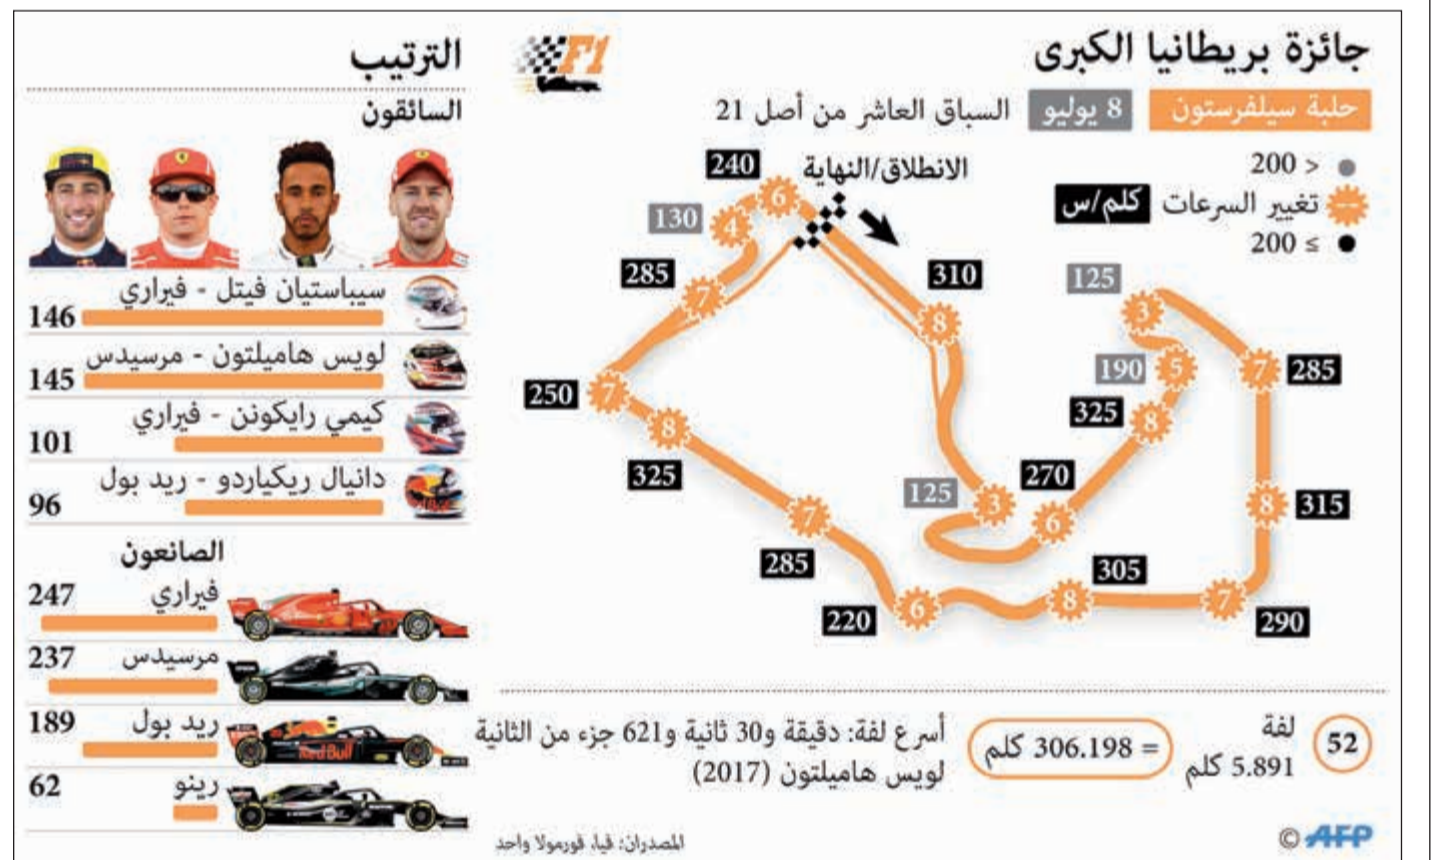 جائزة بريطانيا الكبرى
حلبة سيلفرستون
8 يوليو
السباق العاشر من أصل 21
F1
< 200
تغيير السرعات
كلم/س
≥ 200
الانطلاق/النهاية
240
6
130
4
285
7
250
7
8
325
7
285
220
6
8
305
7
290
8
315
7
285
125
3
190
5
325
8
270
6
125
3
310
8
52
لفة
5.891 كلم
= 306.198 كلم
أسرع لفة: دقيقة و30 ثانية و621 جزء من الثانية
لويس هاميلتون (2017)
© AFP
المصدران: فيا، فورمولا واحد
الترتيب
السائقون
سيباستيان فيتل - فيراري
146
لويس هاميلتون - مرسيدس
145
كيمي رايكونن - فيراري
101
دانيال ريكياردو - ريد بول
96
الصانعون
فيراري
247
مرسيدس
237
ريد بول
189
Red Bull
رينو
62